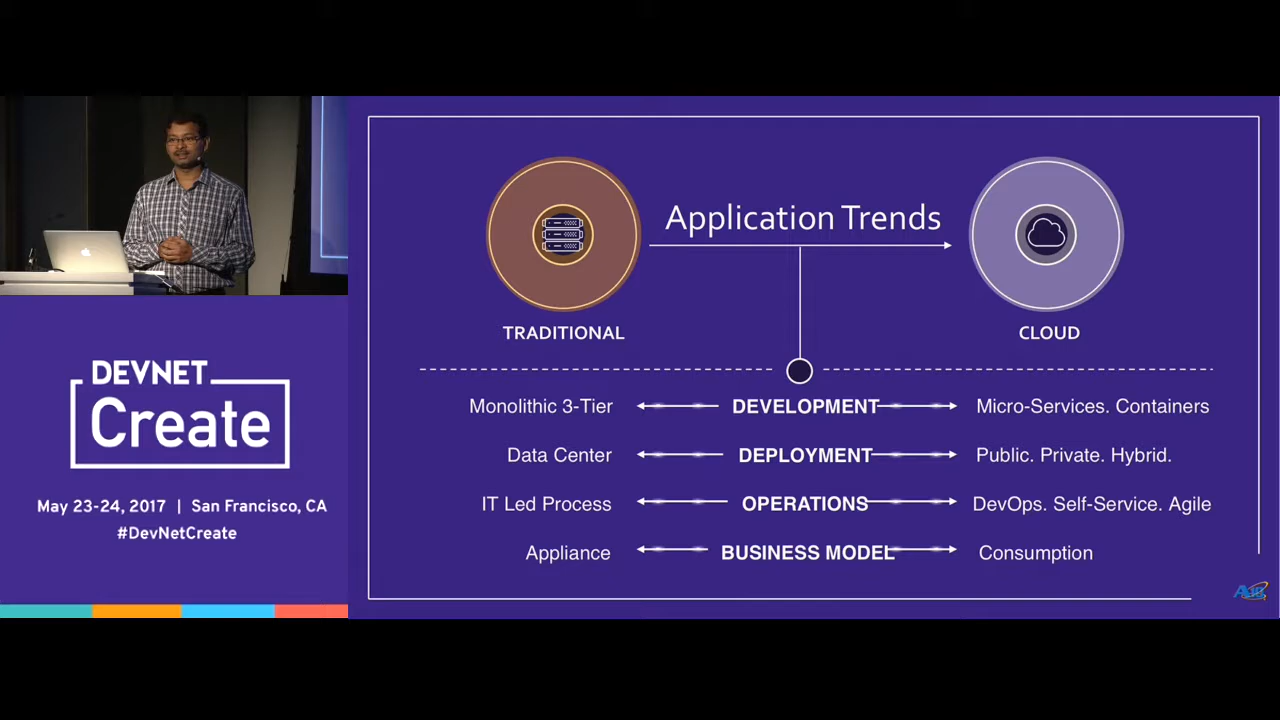 DEVNET
Create
May 23-24, 2017 | San Francisco, CA
#DevNetCreate
Application Trends
TRADITIONAL
CLOUD
Monolithic 3-Tier DEVELOPMENT Micro-Services. Containers
Data Center DEPLOYMENT Public. Private. Hybrid.
IT Led Process OPERATIONS DevOps. Self-Service. Agile
Appliance BUSINESS MODEL Consumption
A10